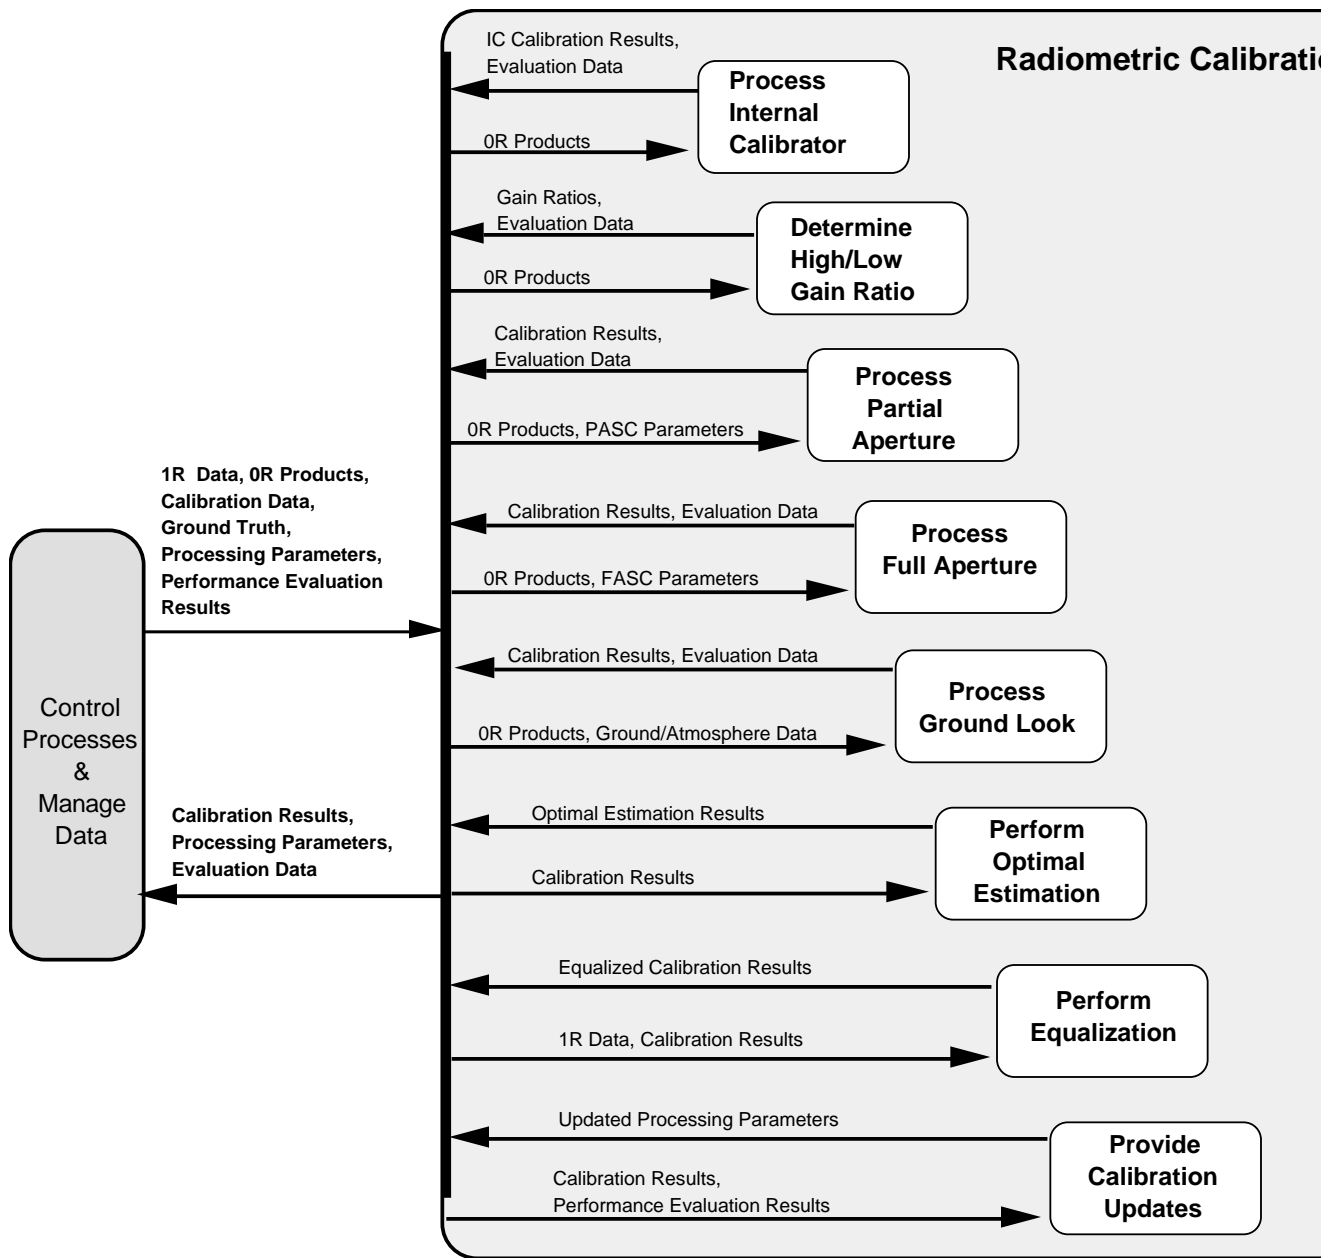 Radiometric Calibratio
IC Calibration Results,
Evaluation Data
Process
Internal
Calibrator
0R Products
Gain Ratios,
Evaluation Data
Determine
High/Low
Gain Ratio
0R Products
Calibration Results,
Evaluation Data
Process
Partial
Aperture
0R Products, PASC Parameters
1R Data, 0R Products,
Calibration Data,
Ground Truth,
Processing Parameters,
Performance Evaluation
Results
Calibration Results, Evaluation Data
Process
Full Aperture
0R Products, FASC Parameters
Calibration Results, Evaluation Data
Process
Ground Look
0R Products, Ground/Atmosphere Data
Control
Processes
&
Manage
Data
Calibration Results,
Processing Parameters,
Evaluation Data
Optimal Estimation Results
Perform
Optimal
Estimation
Calibration Results
Equalized Calibration Results
Perform
Equalization
1R Data, Calibration Results
Updated Processing Parameters
Provide
Calibration
Updates
Calibration Results,
Performance Evaluation Results